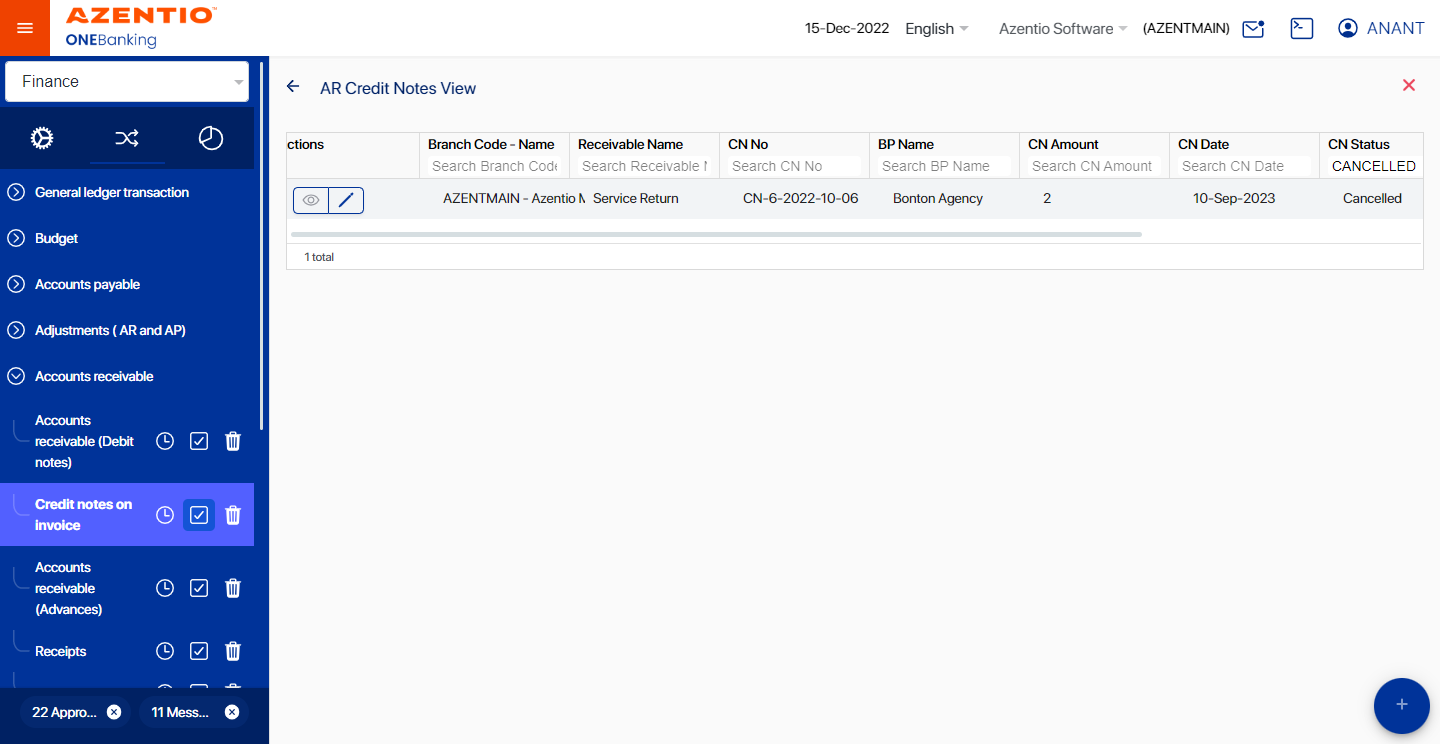 AZENTIO™
ONEBanking
15-Dec-2022 English Azentio Software (AZENTMAIN) ANANT
Finance
General ledger transaction
Budget
Accounts payable
Adjustments ( AR and AP)
Accounts receivable
Accounts
receivable (Debit
notes)
Credit notes on
invoice
Accounts
receivable
(Advances)
Receipts
22 Appro...
11 Mess...
AR Credit Notes View
ctions Branch Code - Name Receivable Name CN No BP Name CN Amount CN Date CN Status
Search Branch Code Search Receivable N Search CN No Search BP Name Search CN Amount Search CN Date CANCELLED
AZENTMAIN - Azentio M Service Return CN-6-2022-10-06 Bonton Agency 2 10-Sep-2023 Cancelled
1 total